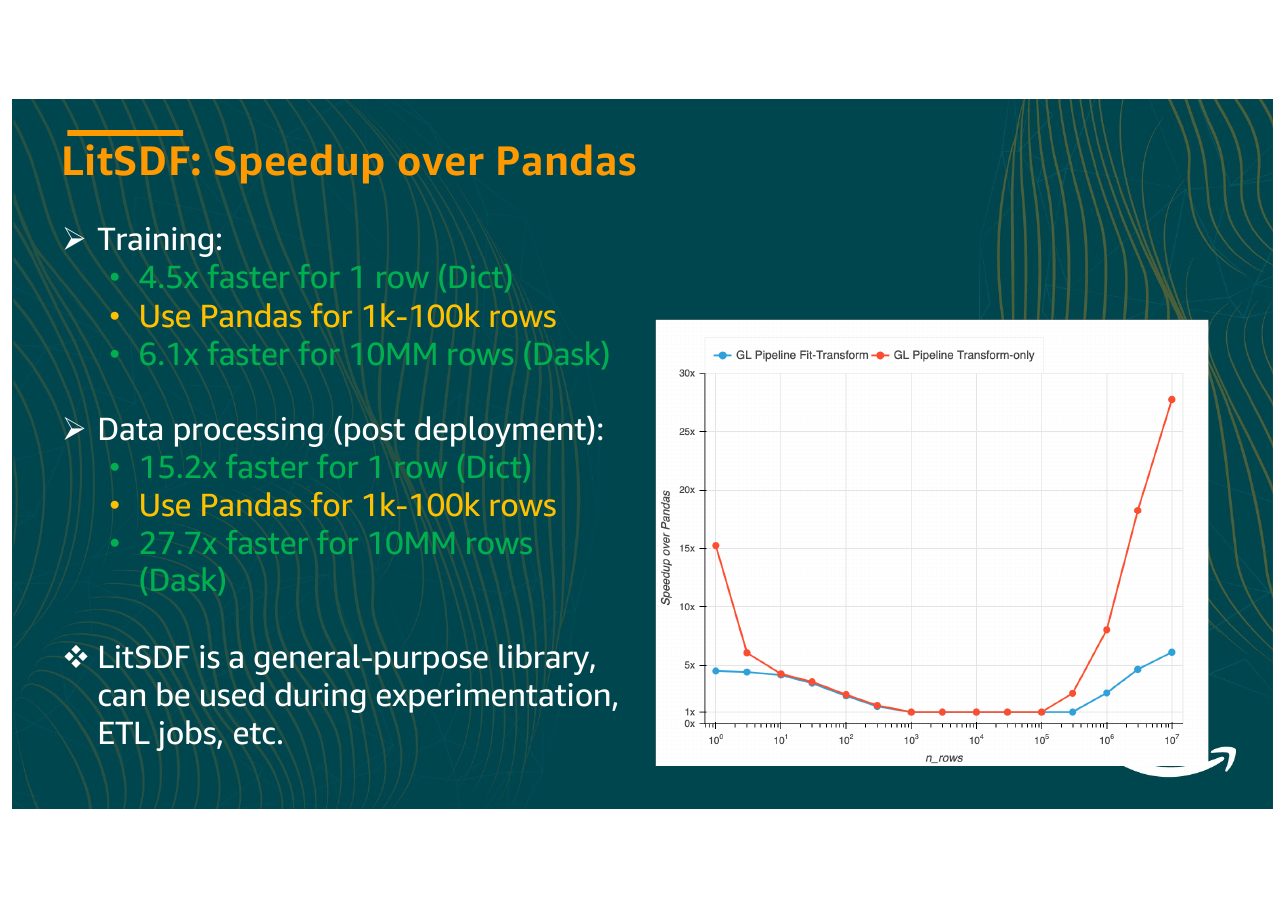 LitSDF: Speedup over Pandas
➢ Training:
• 4.5x faster for 1 row (Dict)
• Use Pandas for 1k-100k rows
• 6.1x faster for 10MM rows (Dask)
➢ Data processing (post deployment):
• 15.2x faster for 1 row (Dict)
• Use Pandas for 1k-100k rows
• 27.7x faster for 10MM rows
(Dask)
❖ LitSDF is a general-purpose library,
can be used during experimentation,
ETL jobs, etc.
GL Pipeline Fit-Transform GL Pipeline Transform-only
30x
25x
20x
15x
10x
5x
1x
0x
Speedup over Pandas
10⁰ 10¹ 10² 10³ 10⁴ 10⁵ 10⁶ 10⁷
n_rows